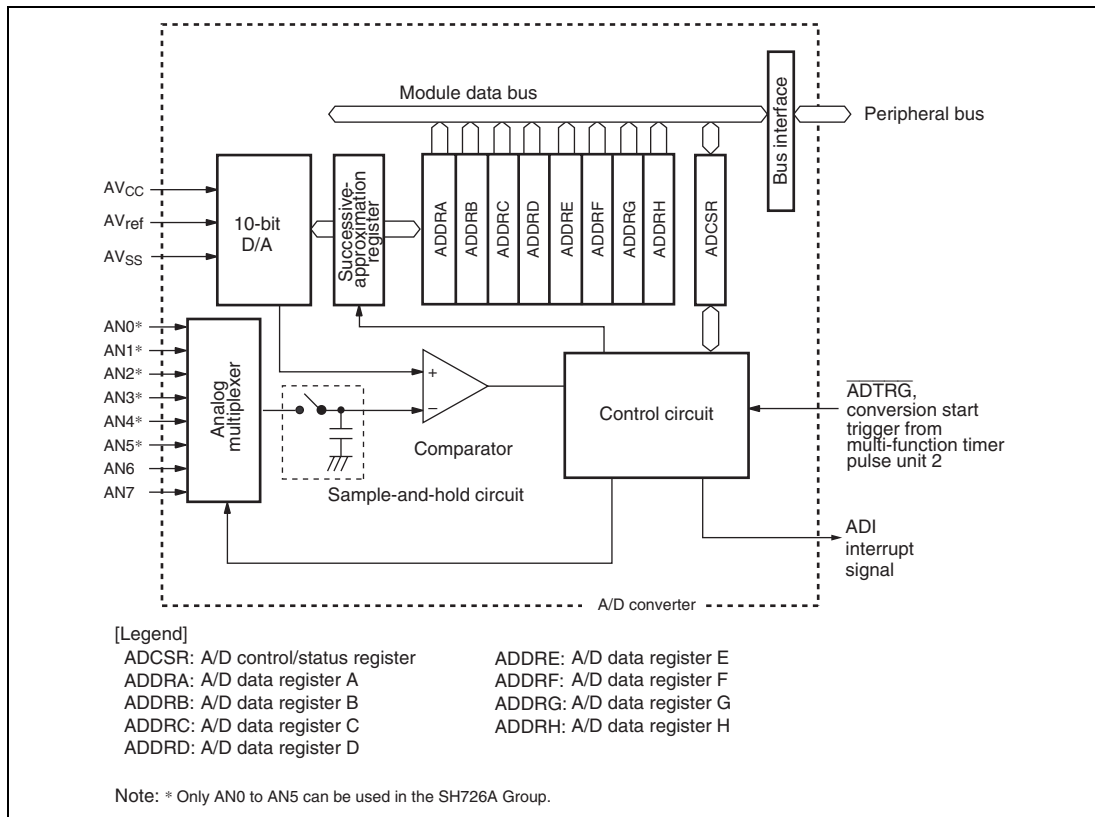 Module data bus
Bus interface
Peripheral bus
AVCC
AVref
AVSS
10-bit
D/A
Successive-
approximation
register
ADDRA
ADDRB
ADDRC
ADDRD
ADDRE
ADDRF
ADDRG
ADDRH
ADCSR
AN0*
AN1*
AN2*
AN3*
AN4*
AN5*
AN6
AN7
Analog
multiplexer
+
−
Comparator
Sample-and-hold circuit
Control circuit
ADTRG,
conversion start
trigger from
multi-function timer
pulse unit 2
ADI
interrupt
signal
A/D converter
[Legend]
ADCSR: A/D control/status register
ADDRA: A/D data register A
ADDRB: A/D data register B
ADDRC: A/D data register C
ADDRD: A/D data register D
ADDRE: A/D data register E
ADDRF: A/D data register F
ADDRG: A/D data register G
ADDRH: A/D data register H
Note: * Only AN0 to AN5 can be used in the SH726A Group.